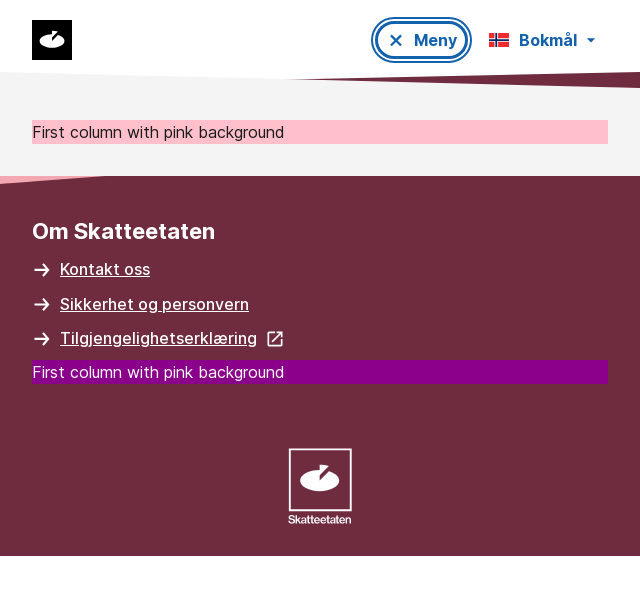 Meny
Bokmål
First column with pink background
Om Skatteetaten
Kontakt oss
Sikkerhet og personvern
Tilgjengelighetserklæring
First column with pink background
Skatteetaten